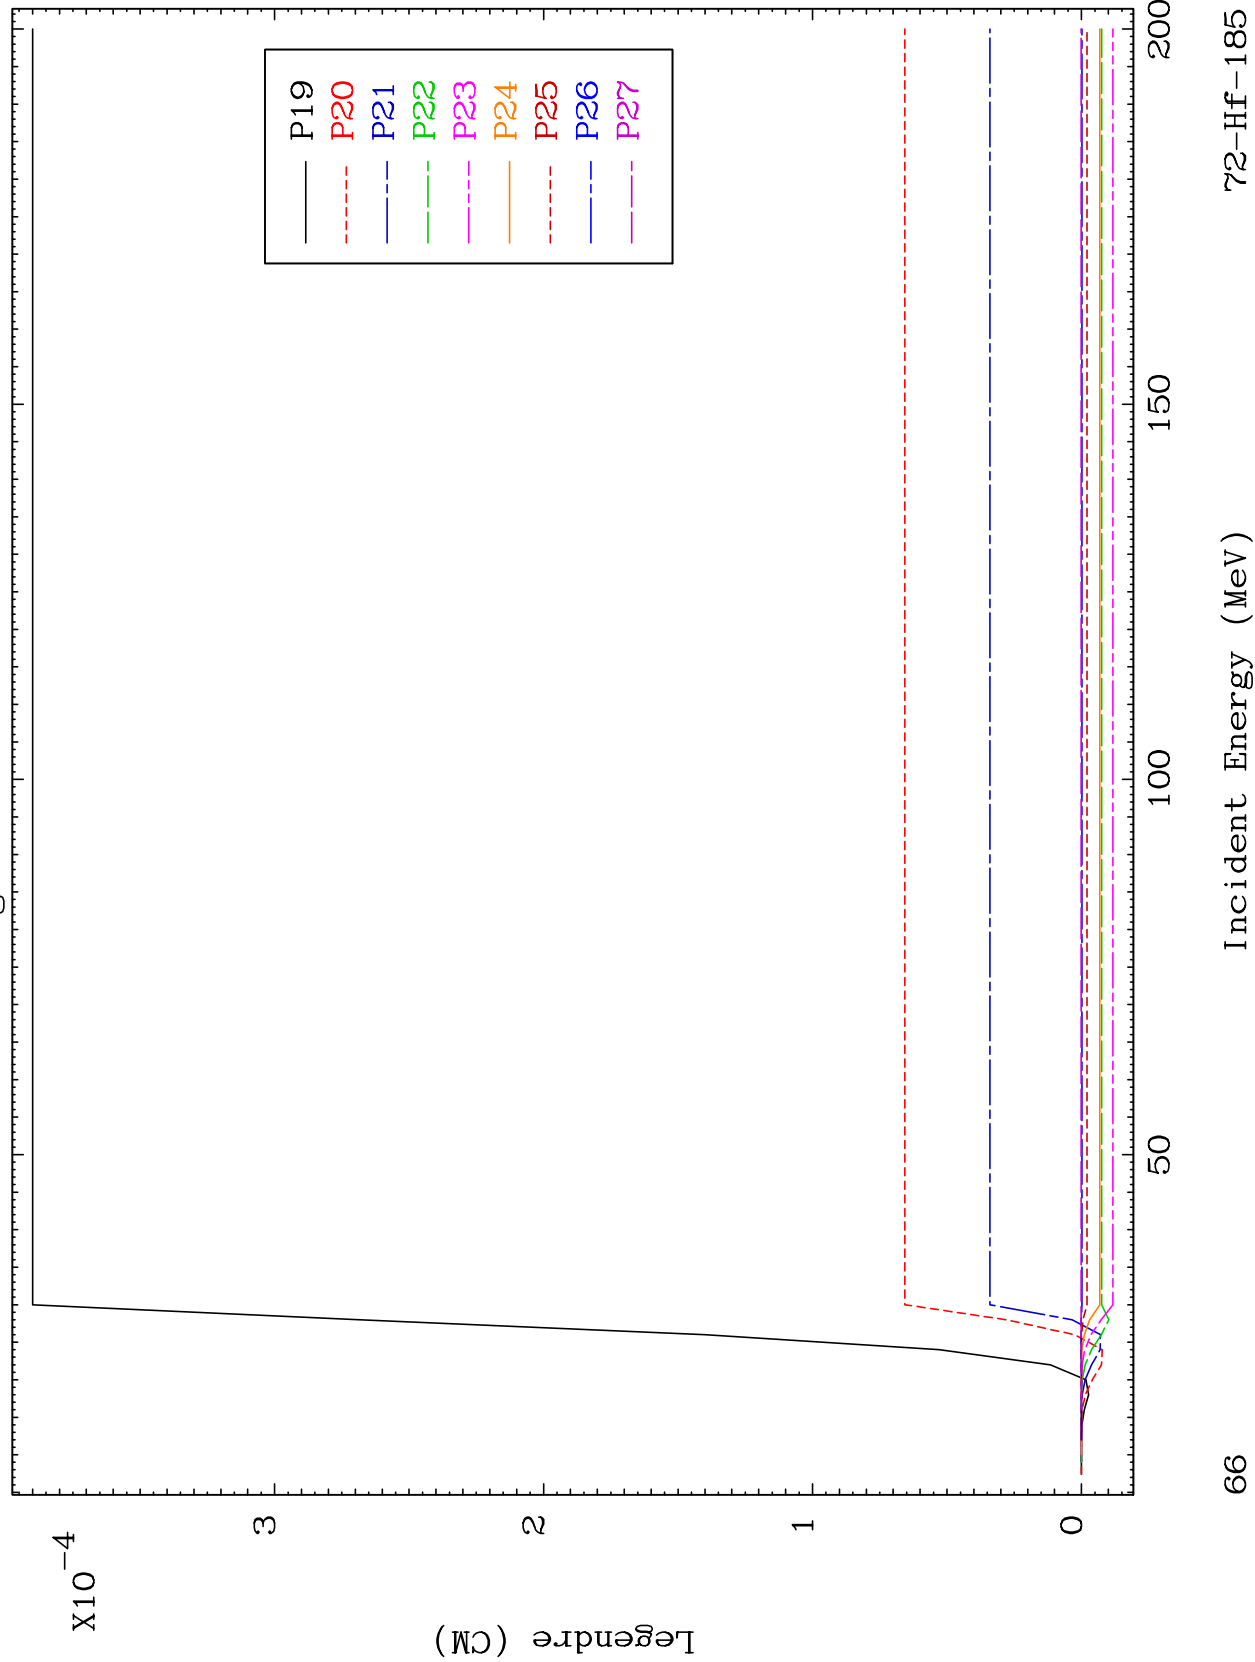 X10
-4
3
2
1
0
Legendre (CM)
P19
P20
P21
P22
P23
P24
P25
P26
P27
50
100
150
200
Incident Energy (MeV)
66
72-Hf-185